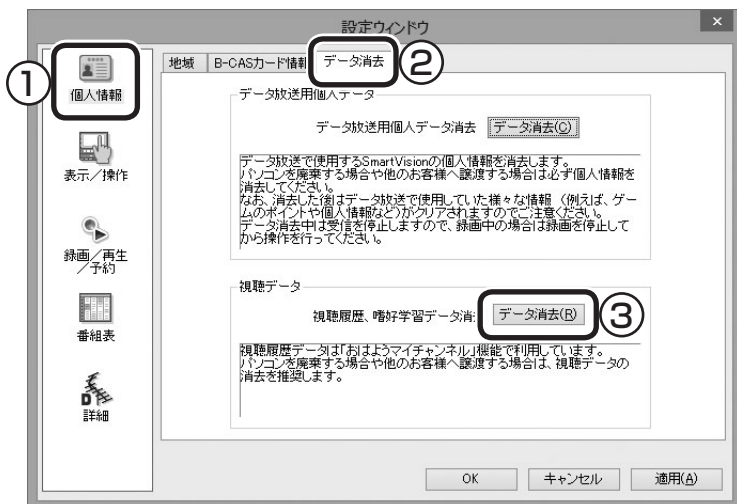 設定ウィンドウ
×
①
個人情報
表示／操作
録画／再生
／予約
番組表
詳細
地域
B-CASカード情報
データ消去
②
データ放送用個人データ
データ放送用個人データ消去
データ消去(C)
データ放送で使用するSmartVisionの個人情報を消去します。
パソコンを廃棄する場合や他のお客様へ譲渡する場合は必ず個人情報を
消去してください。
なお、消去した後はデータ放送で使用していた様々な情報（例えば、ゲー
ムのポイントや個人情報など）がクリアされますのでご注意ください。
データ消去中は受信を停止しますので、録画中の場合は録画を停止して
から操作を行ってください。
視聴データ
視聴履歴、嗜好学習データ消
データ消去(R)
③
視聴履歴データは「おはようマイチャンネル」機能で利用しています。
パソコンを廃棄する場合や他のお客様へ譲渡する場合は、視聴データの
消去を推奨します。
OK
キャンセル
適用(A)